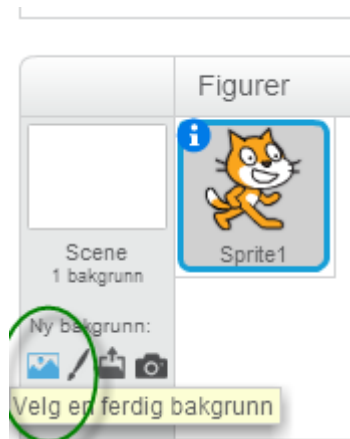 Figurer
Scene
1 bakgrunn
Sprite1
Ny bakgrunn:
Velg en ferdig bakgrunn